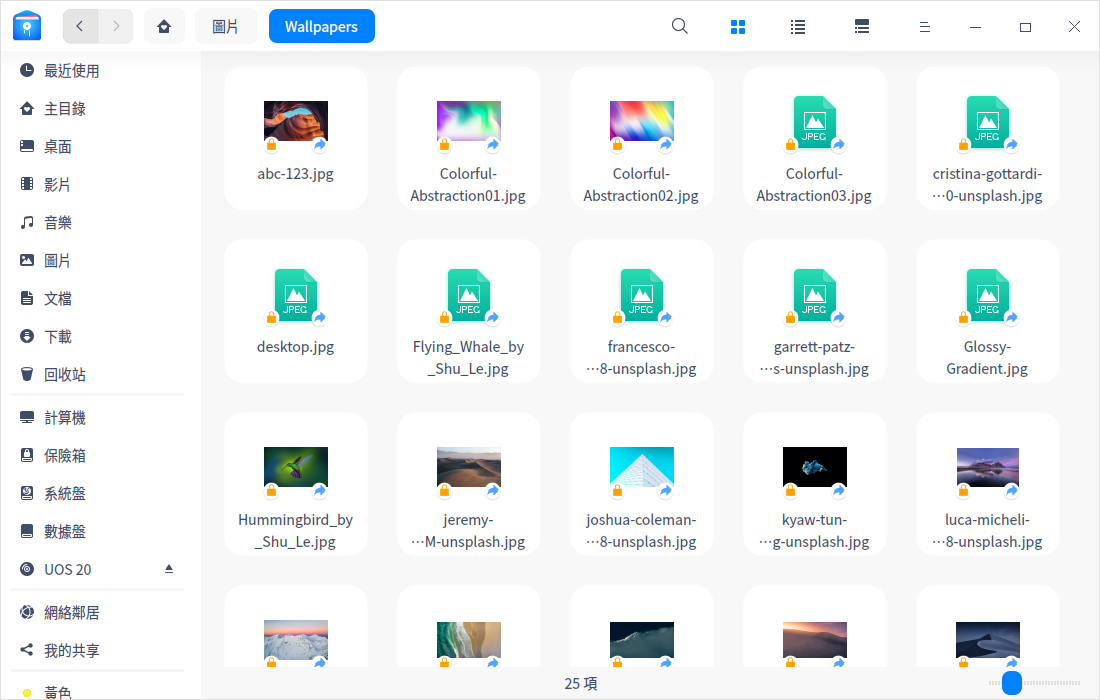 圖片
Wallpapers
最近使用
主目錄
桌面
影片
音樂
圖片
文檔
下載
回收站
計算機
保險箱
系統盤
數據盤
UOS 20
網絡鄰居
我的共享
黃色
abc-123.jpg
Colorful-
Abstraction01.jpg
Colorful-
Abstraction02.jpg
JPEG
Colorful-
Abstraction03.jpg
JPEG
cristina-gottardi-
⋯0-unsplash.jpg
JPEG
desktop.jpg
JPEG
Flying_Whale_by
_Shu_Le.jpg
JPEG
francesco-
⋯8-unsplash.jpg
JPEG
garrett-patz-
⋯s-unsplash.jpg
JPEG
Glossy-
Gradient.jpg
Hummingbird_by
_Shu_Le.jpg
jeremy-
⋯M-unsplash.jpg
joshua-coleman-
⋯8-unsplash.jpg
kyaw-tun-
⋯g-unsplash.jpg
luca-micheli-
⋯8-unsplash.jpg
25 項